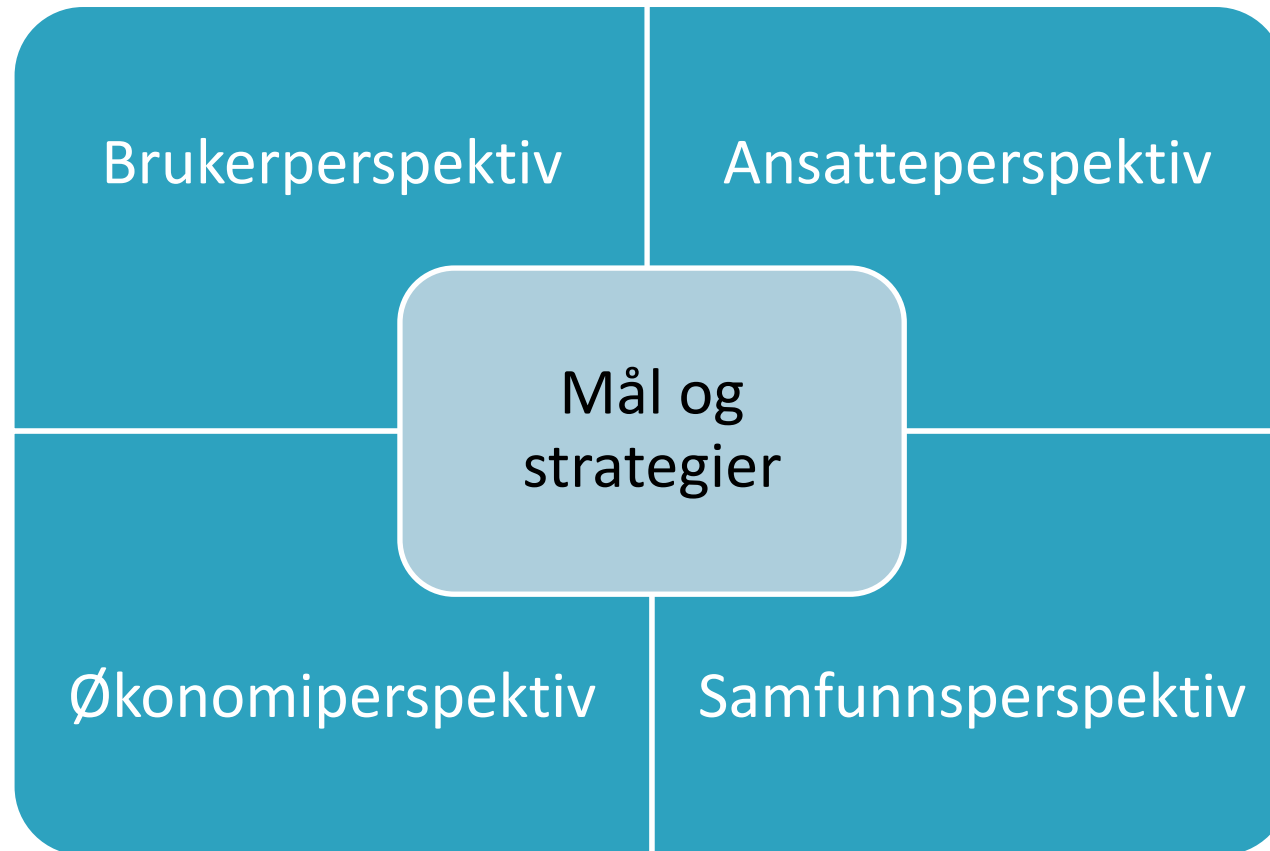 Brukerperspektiv
Ansatteperspektiv
Mål og
strategier
Økonomiperspektiv
Samfunnsperspektiv